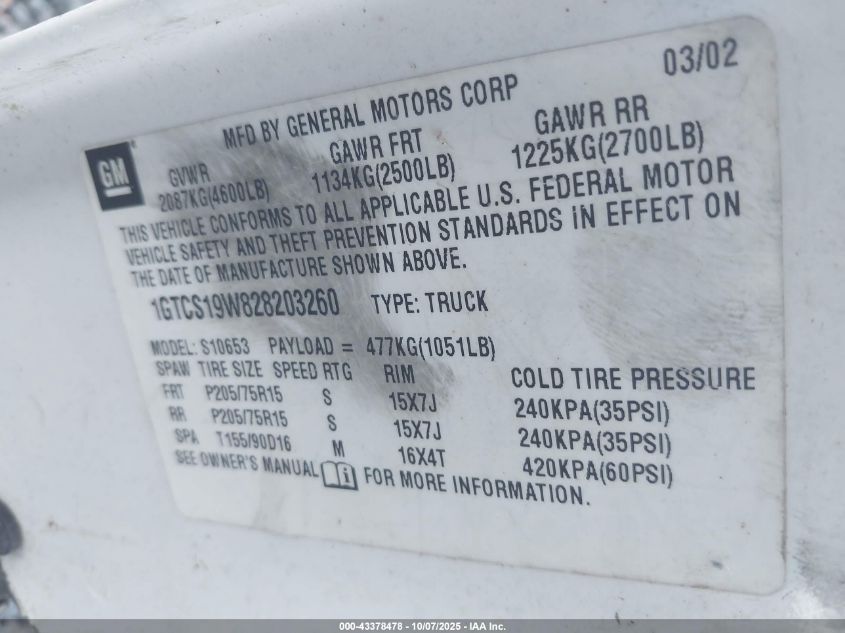 03/02
MFD BY GENERAL MOTORS CORP
GM
GVWR GAWR FRT GAWR RR
2087KG(4600LB) 1134KG(2500LB) 1225KG(2700LB)
THIS VEHICLE CONFORMS TO ALL APPLICABLE U.S. FEDERAL MOTOR
VEHICLE SAFETY AND THEFT PREVENTION STANDARDS IN EFFECT ON
THE DATE OF MANUFACTURE SHOWN ABOVE.
1GTCS19W828203260 TYPE: TRUCK
MODEL: S10653 PAYLOAD = 477KG(1051LB)
SPAW TIRE SIZE SPEED RTG RIM COLD TIRE PRESSURE
FRT P205/75R15 S 15X7J 240KPA(35PSI)
RR P205/75R15 S 15X7J 240KPA(35PSI)
SPA T155/90D16 M 16X4T 420KPA(60PSI)
SEE OWNER'S MANUAL i FOR MORE INFORMATION.
000-43378478 - 10/07/2025 - IAA Inc.